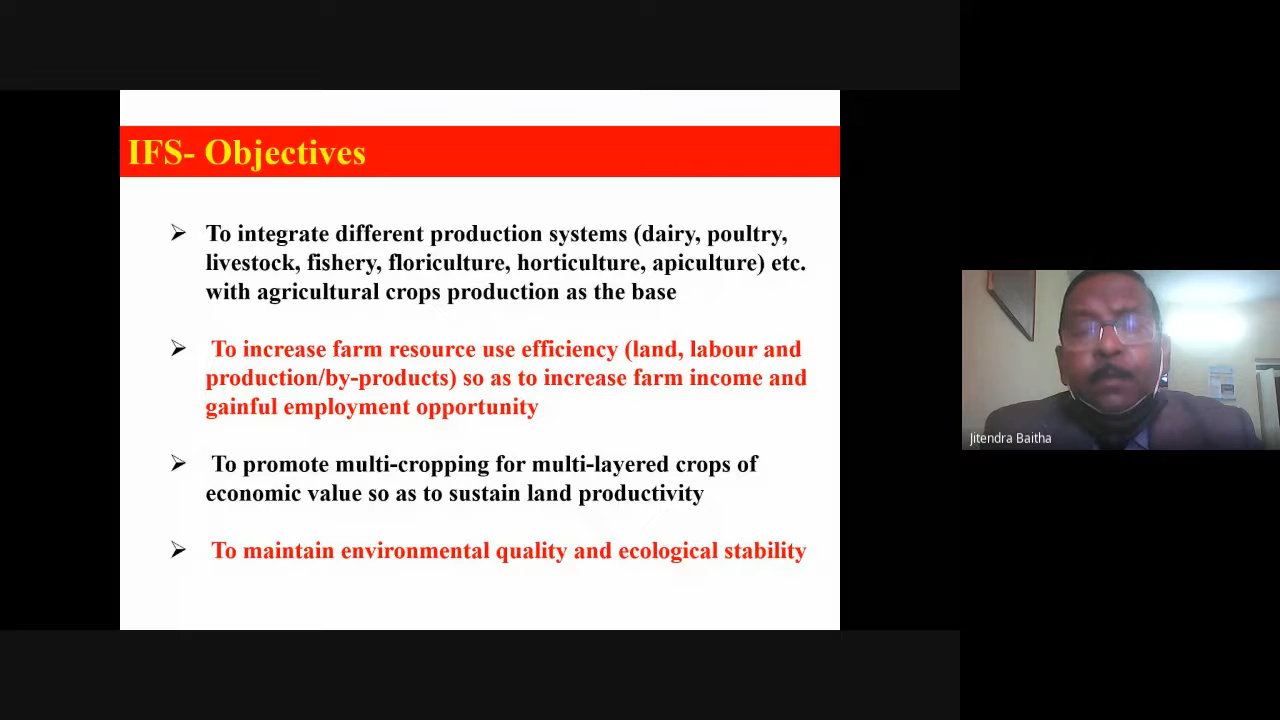 IFS- Objectives
➢ To integrate different production systems (dairy, poultry,
livestock, fishery, floriculture, horticulture, apiculture) etc.
with agricultural crops production as the base
➢ To increase farm resource use efficiency (land, labour and
production/by-products) so as to increase farm income and
gainful employment opportunity
➢ To promote multi-cropping for multi-layered crops of
economic value so as to sustain land productivity
➢ To maintain environmental quality and ecological stability
Jitendra Baitha